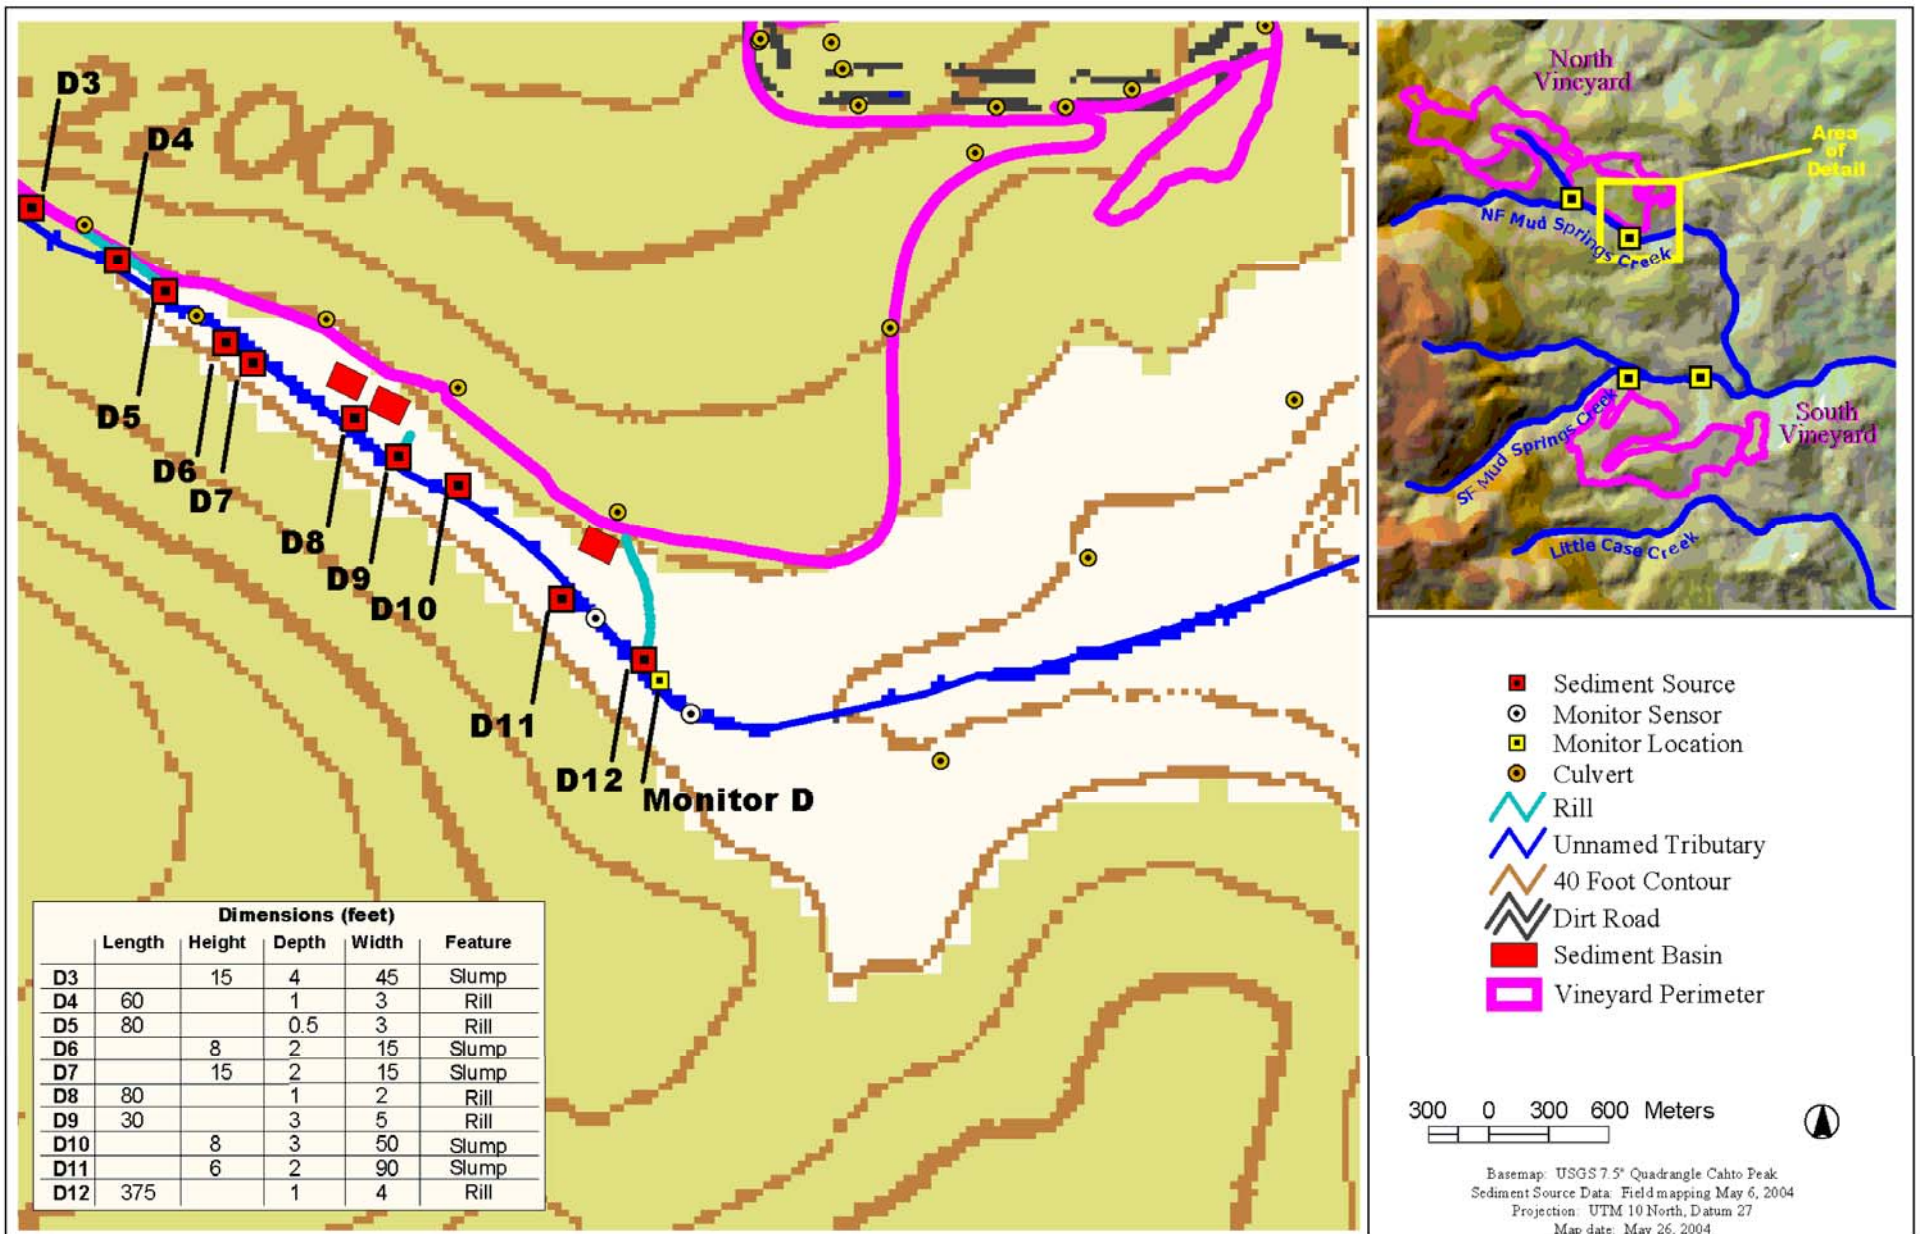 D3
D4
2200
D5
D6
D7
D8
D9
D10
D11
D12
Monitor D
Dimensions (feet)
Length Height Depth Width Feature
D3 15 4 45 Slump
D4 60 1 3 Rill
D5 80 0.5 3 Rill
D6 8 2 15 Slump
D7 15 2 15 Slump
D8 80 1 2 Rill
D9 30 3 5 Rill
D10 8 3 50 Slump
D11 6 2 90 Slump
D12 375 1 4 Rill
North
Vineyard
Area
of
Detail
NF Mud Springs Creek
SF Mud Springs Creek
South
Vineyard
Little Case Creek
Sediment Source
Monitor Sensor
Monitor Location
Culvert
Rill
Unnamed Tributary
40 Foot Contour
Dirt Road
Sediment Basin
Vineyard Perimeter
300 0 300 600 Meters
Basemap: USGS 7.5" Quadrangle Cahto Peak
Sediment Source Data: Field mapping May 6, 2004
Projection: UTM 10 North, Datum 27
Map date: May 26, 2004